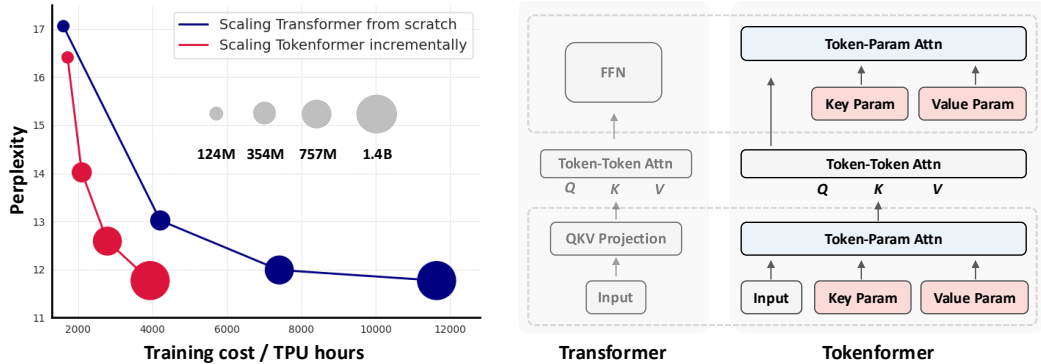 Scaling Transformer from scratch
Scaling Tokenformer incrementally
17
16
15
14
13
12
11
Perplexity
124M 354M 757M 1.4B
2000 4000 6000 8000 10000 12000
Training cost / TPU hours
FFN
Token-Token Attn
Q K V
QKV Projection
Input
Transformer
Token-Param Attn
Key Param Value Param
Token-Token Attn
Q K V
Token-Param Attn
Input Key Param Value Param
Tokenformer